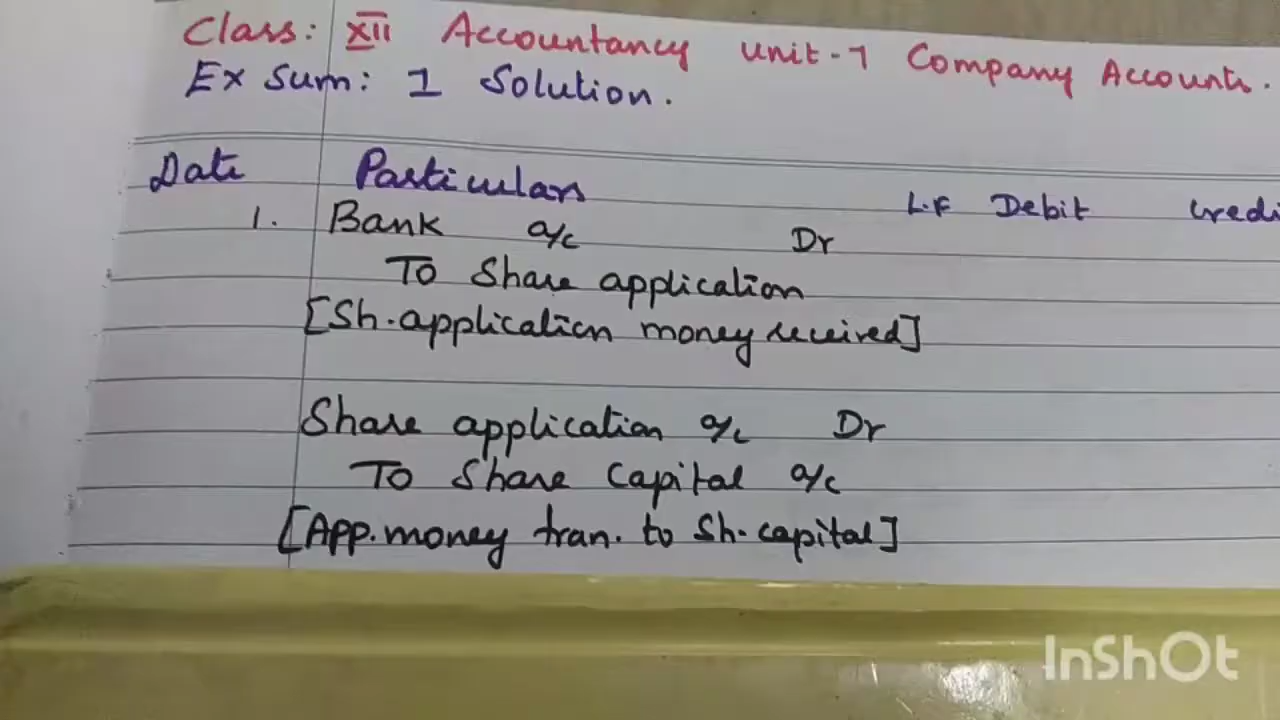 Class: XII Accountancy unit-7 Company Accounts.
Ex Sum: 1 Solution.
Date Particulars L.F Debit Credi
1. Bank a/c Dr
To Share application
[Sh.application money received]
Share application a/c Dr
To Share Capital a/c
[App.money tran. to Sh.capital]
InShOt